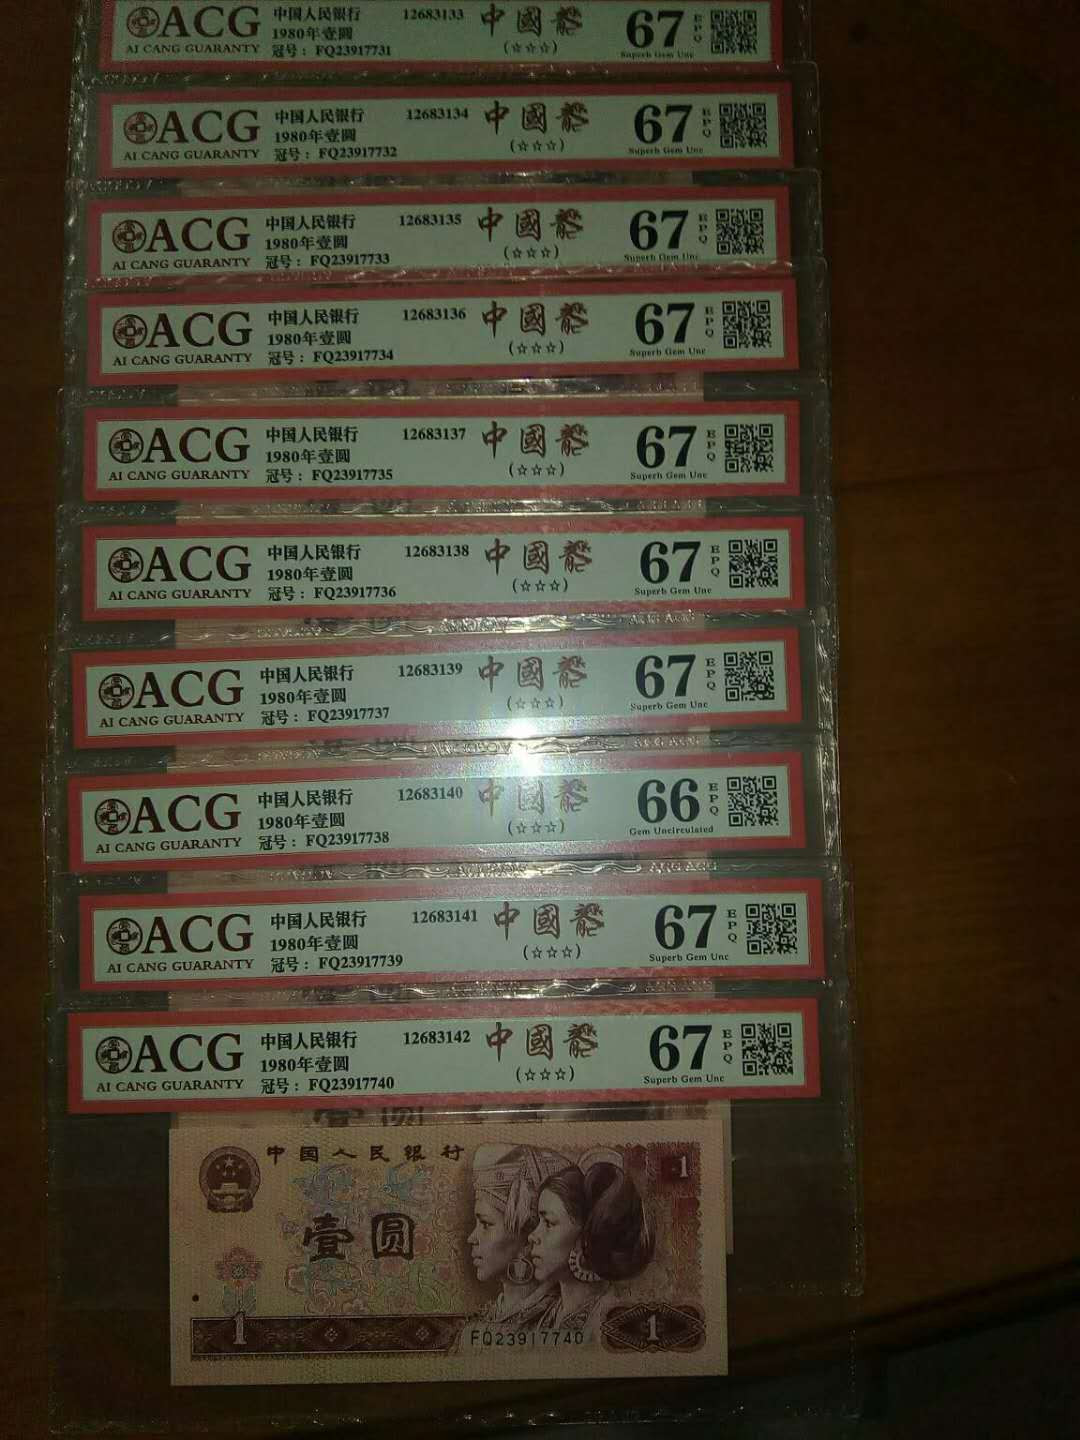 ACG 中国人民银行 12683133 中國龍 67 EPQ
1980年壹圆
AI CANG GUARANTY 冠号：FQ23917731 (☆☆☆) Superb Gem Unc
ACG 中国人民银行 12683134 中國龍 67 EPQ
1980年壹圆
AI CANG GUARANTY 冠号：FQ23917732 (☆☆☆) Superb Gem Unc
ACG 中国人民银行 12683135 中國龍 67 EPQ
1980年壹圆
AI CANG GUARANTY 冠号：FQ23917733 (☆☆☆) Superb Gem Unc
ACG 中国人民银行 12683136 中國龍 67 EPQ
1980年壹圆
AI CANG GUARANTY 冠号：FQ23917734 (☆☆☆) Superb Gem Unc
ACG 中国人民银行 12683137 中國龍 67 EPQ
1980年壹圆
AI CANG GUARANTY 冠号：FQ23917735 (☆☆☆) Superb Gem Unc
ACG 中国人民银行 12683138 中國龍 67 EPQ
1980年壹圆
AI CANG GUARANTY 冠号：FQ23917736 (☆☆☆) Superb Gem Unc
ACG 中国人民银行 12683139 中國龍 67 EPQ
1980年壹圆
AI CANG GUARANTY 冠号：FQ23917737 (☆☆☆) Superb Gem Unc
ACG 中国人民银行 12683140 中國龍 66 EPQ
1980年壹圆
AI CANG GUARANTY 冠号：FQ23917738 (☆☆☆) Gem Uncirculated
ACG 中国人民银行 12683141 中國龍 67 EPQ
1980年壹圆
AI CANG GUARANTY 冠号：FQ23917739 (☆☆☆) Superb Gem Unc
ACG 中国人民银行 12683142 中國龍 67 EPQ
1980年壹圆
AI CANG GUARANTY 冠号：FQ23917740 (☆☆☆) Superb Gem Unc
中国人民银行 1
壹圆
1 FQ23917740 1